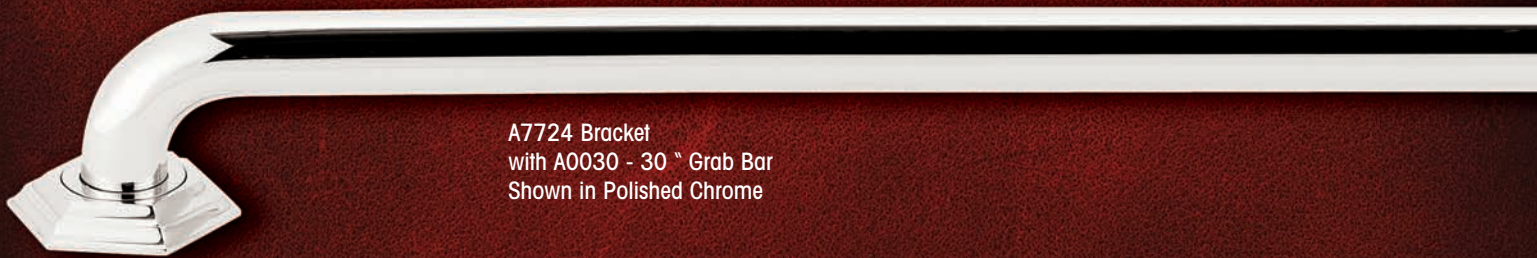 A7724 Bracket
with A0030 - 30 ‟ Grab Bar
Shown in Polished Chrome